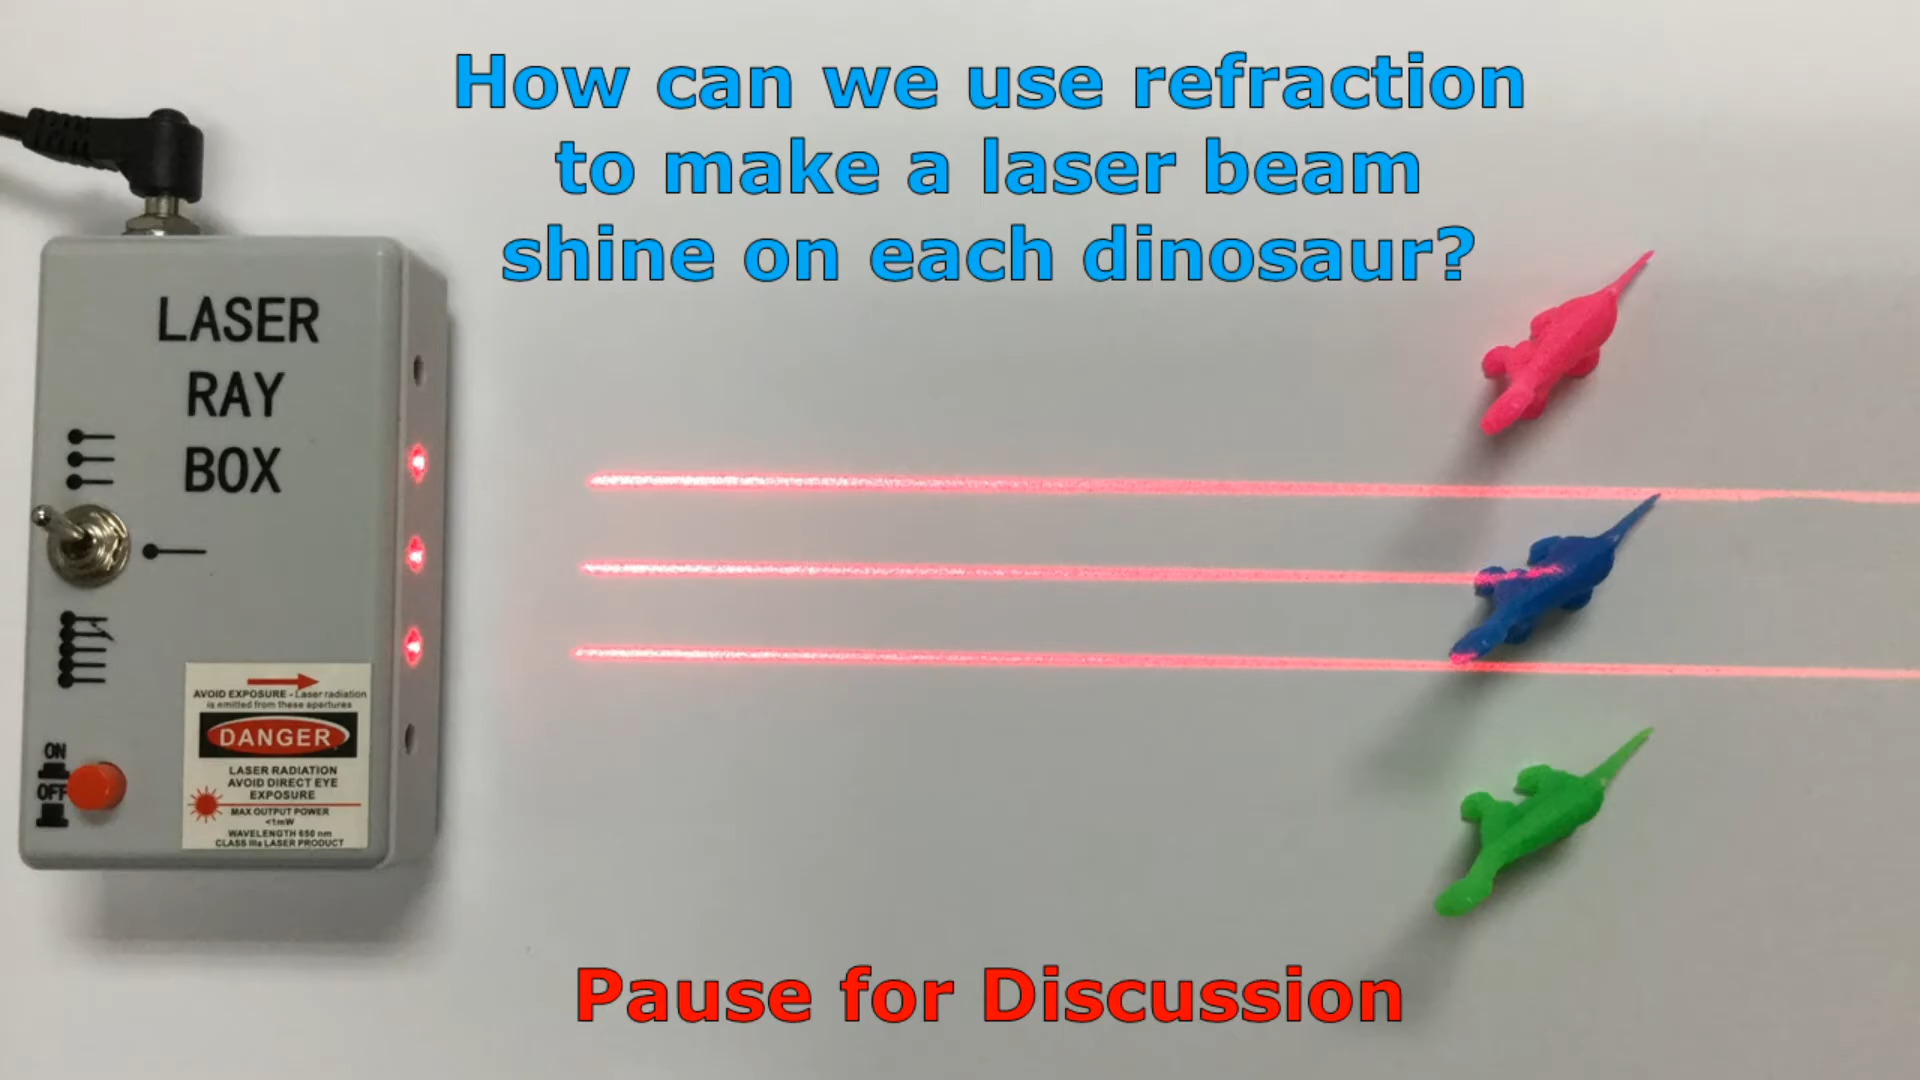 How can we use refraction
to make a laser beam
shine on each dinosaur?
LASER
RAY
BOX
AVOID EXPOSURE - Laser radiation
is emitted from these apertures
DANGER
LASER RADIATION
AVOID DIRECT EYE
EXPOSURE
MAX OUTPUT POWER
<1mW
WAVELENGTH 650 nm
CLASS IIIa LASER PRODUCT
ON
OFF
Pause for Discussion